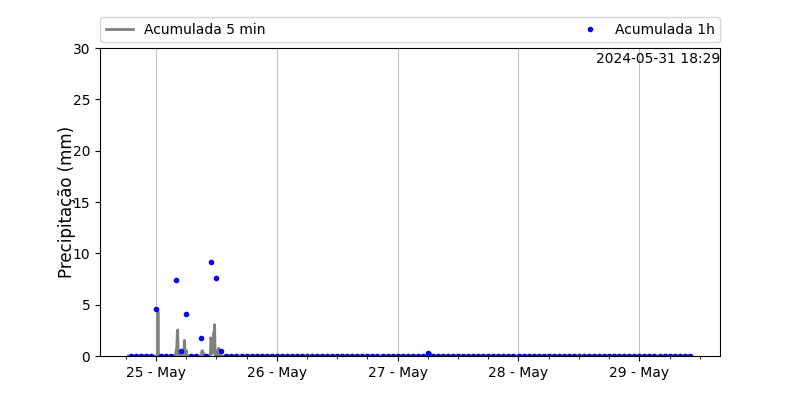 Acumulada 5 min
Acumulada 1h
2024-05-31 18:29
Precipitação (mm)
30
25
20
15
10
5
0
25 - May
26 - May
27 - May
28 - May
29 - May